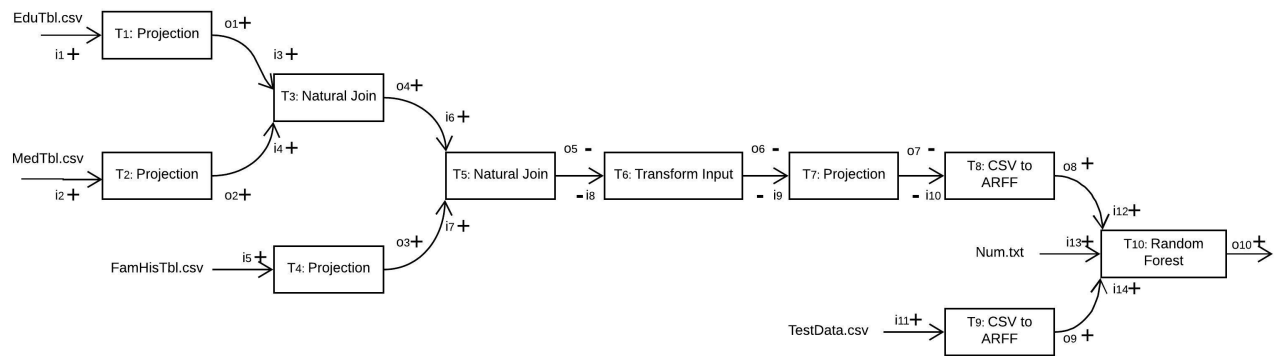 EduTbl.csv
i1+
T1: Projection
o1+
i3+
T3: Natural Join
o4+
i4+
i6+
MedTbl.csv
i2+
T2: Projection
o2+
T5: Natural Join
o5 -
- i8
T6: Transform Input
o6 -
- i9
T7: Projection
o7 -
- i10
T8: CSV to
ARFF
o8 +
i12+
i7+
FamHisTbl.csv
i5+
T4: Projection
o3+
Num.txt
i13+
T10: Random
Forest
o10+
i14+
TestData.csv
i11+
T9: CSV to
ARFF
o9 +